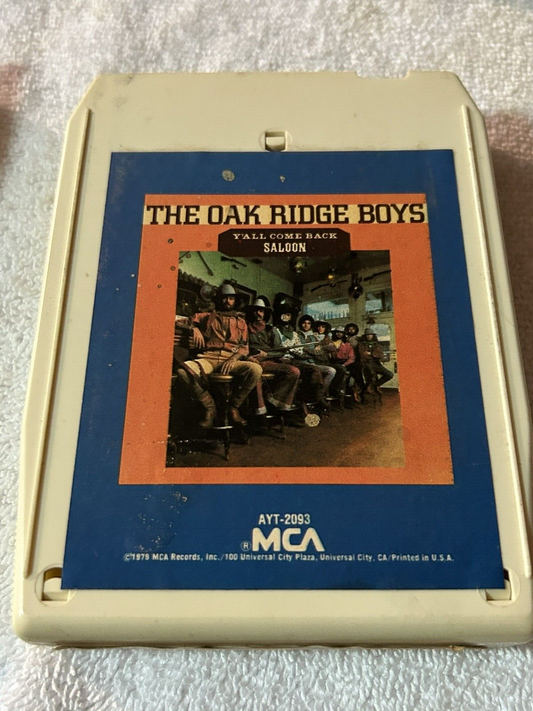 THE OAK RIDGE BOYS
Y'ALL COME BACK
SALOON
AYT-2093
®MCA
©1979 MCA Records, Inc./100 Universal City Plaza, Universal City, CA/Printed in U.S.A.